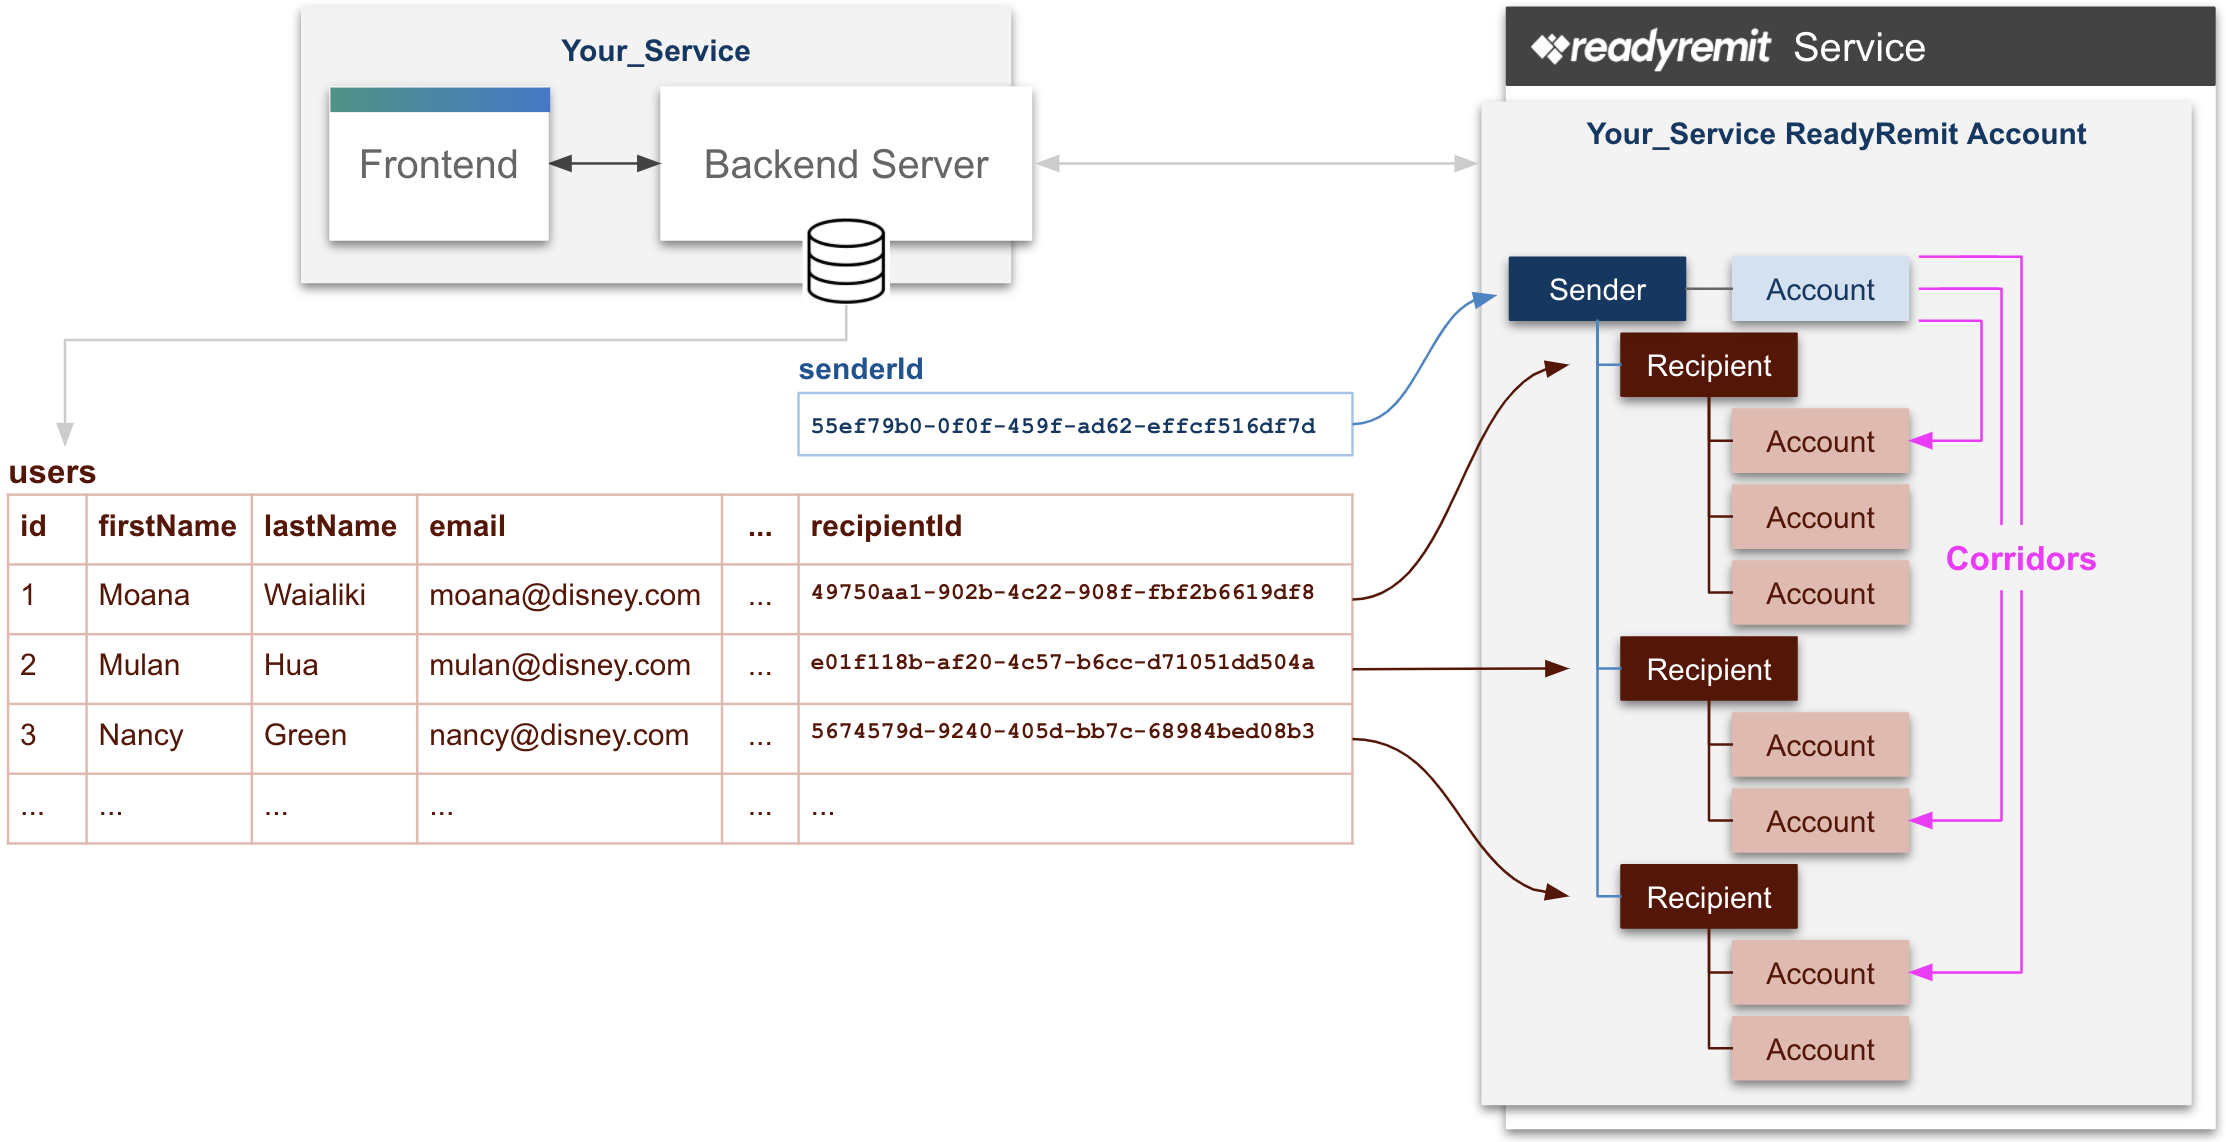 Your_Service
Frontend
Backend Server
readyremit Service
Your_Service ReadyRemit Account
Sender
Account
Recipient
Account
Account
Account
Recipient
Account
Account
Recipient
Account
Account
Corridors
senderId
55ef79b0-0f0f-459f-ad62-effcf516df7d
users
id firstName lastName email ... recipientId
1 Moana Waialiki moana@disney.com ... 49750aa1-902b-4c22-908f-fbf2b6619df8
2 Mulan Hua mulan@disney.com ... e01f118b-af20-4c57-b6cc-d71051dd504a
3 Nancy Green nancy@disney.com ... 5674579d-9240-405d-bb7c-68984bed08b3
... ... ... ... ... ...